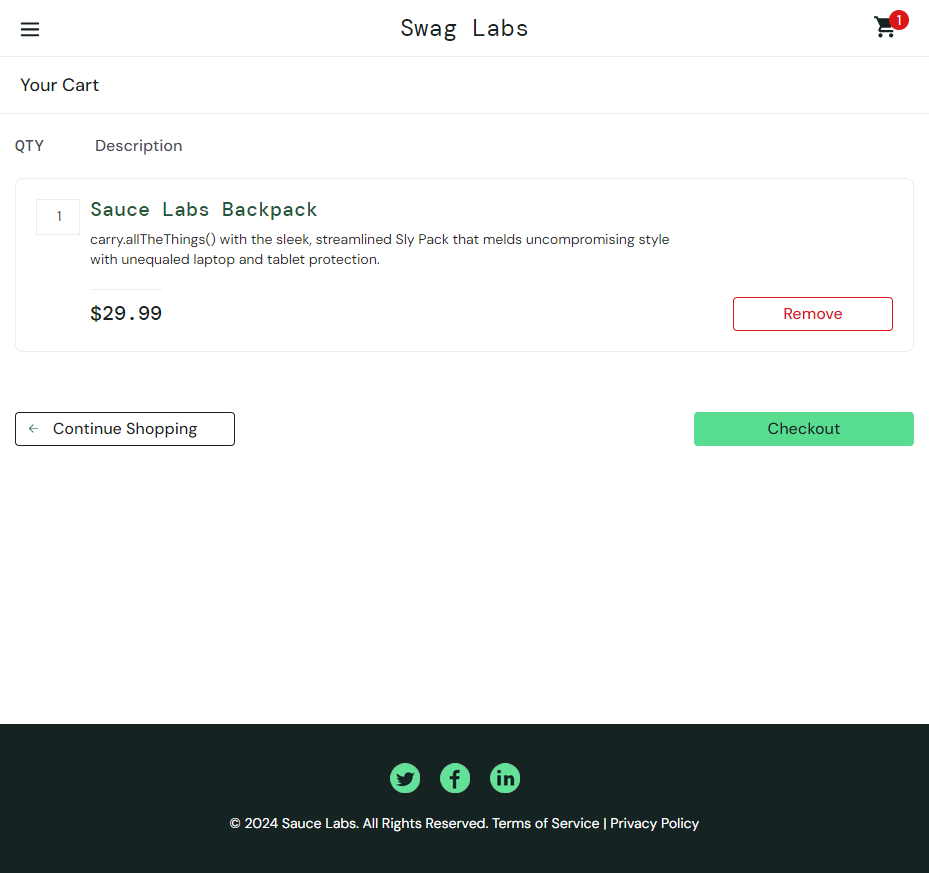 Swag Labs
1
Your Cart
QTY Description
1
Sauce Labs Backpack
carry.allTheThings() with the sleek, streamlined Sly Pack that melds uncompromising style
with unequaled laptop and tablet protection.
$29.99
Remove
Continue Shopping
Checkout
© 2024 Sauce Labs. All Rights Reserved. Terms of Service | Privacy Policy